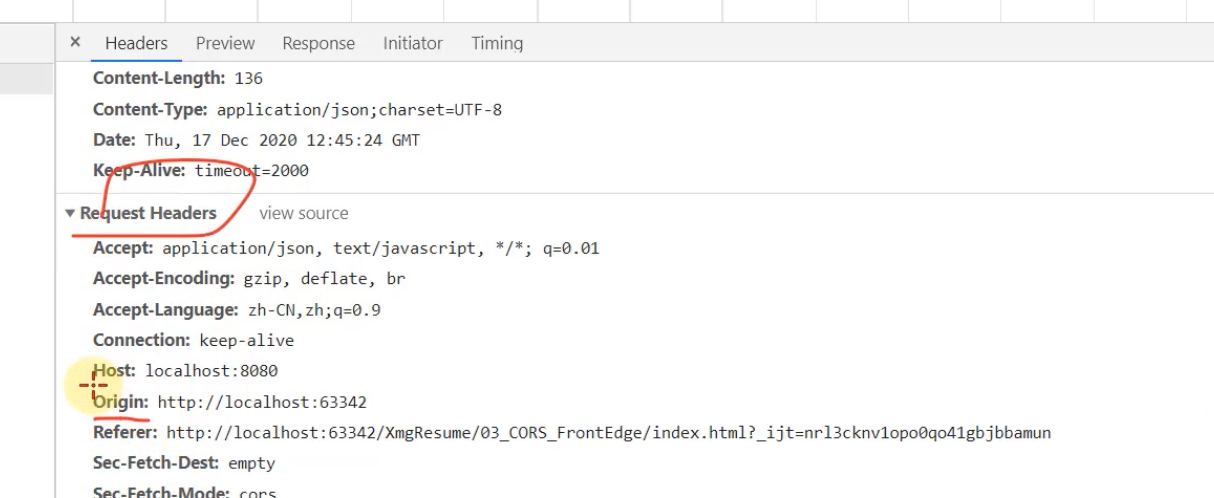 × Headers Preview Response Initiator Timing
Content-Length: 136
Content-Type: application/json;charset=UTF-8
Date: Thu, 17 Dec 2020 12:45:24 GMT
Keep-Alive: timeout=2000
▼ Request Headers view source
Accept: application/json, text/javascript, */*; q=0.01
Accept-Encoding: gzip, deflate, br
Accept-Language: zh-CN,zh;q=0.9
Connection: keep-alive
Host: localhost:8080
Origin: http://localhost:63342
Referer: http://localhost:63342/XmgResume/03_CORS_FrontEdge/index.html?_ijt=nrl3cknv1opo0qo41gbjbbamun
Sec-Fetch-Dest: empty
Sec-Fetch-Mode: cors